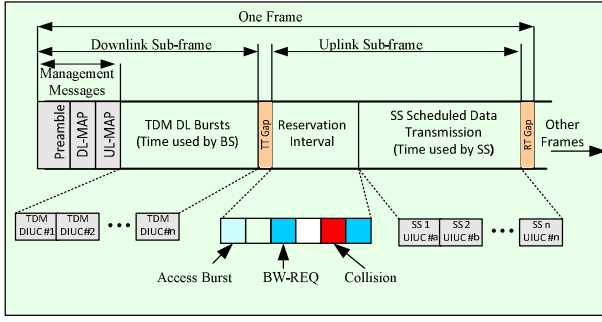 One Frame
Downlink Sub-frame
Uplink Sub-frame
Management
Messages
Preamble
DL-MAP
UL-MAP
TDM DL Bursts
(Time used by BS)
TT Gap
Reservation
Interval
SS Scheduled Data
Transmission
(Time used by SS)
RT Gap
Other
Frames
TDM
DIUC#1
TDM
DIUC#2
TDM
DIUC#n
SS 1
UIUC#a
SS 2
UIUC#b
SS n
UIUC#n
Access Burst
BW-REQ
Collision